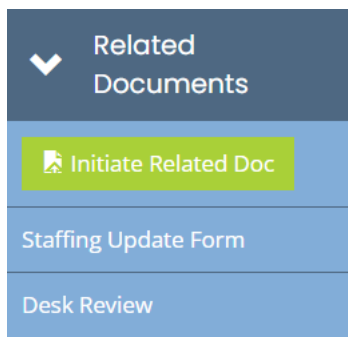 Related
Documents
Initiate Related Doc
Staffing Update Form
Desk Review